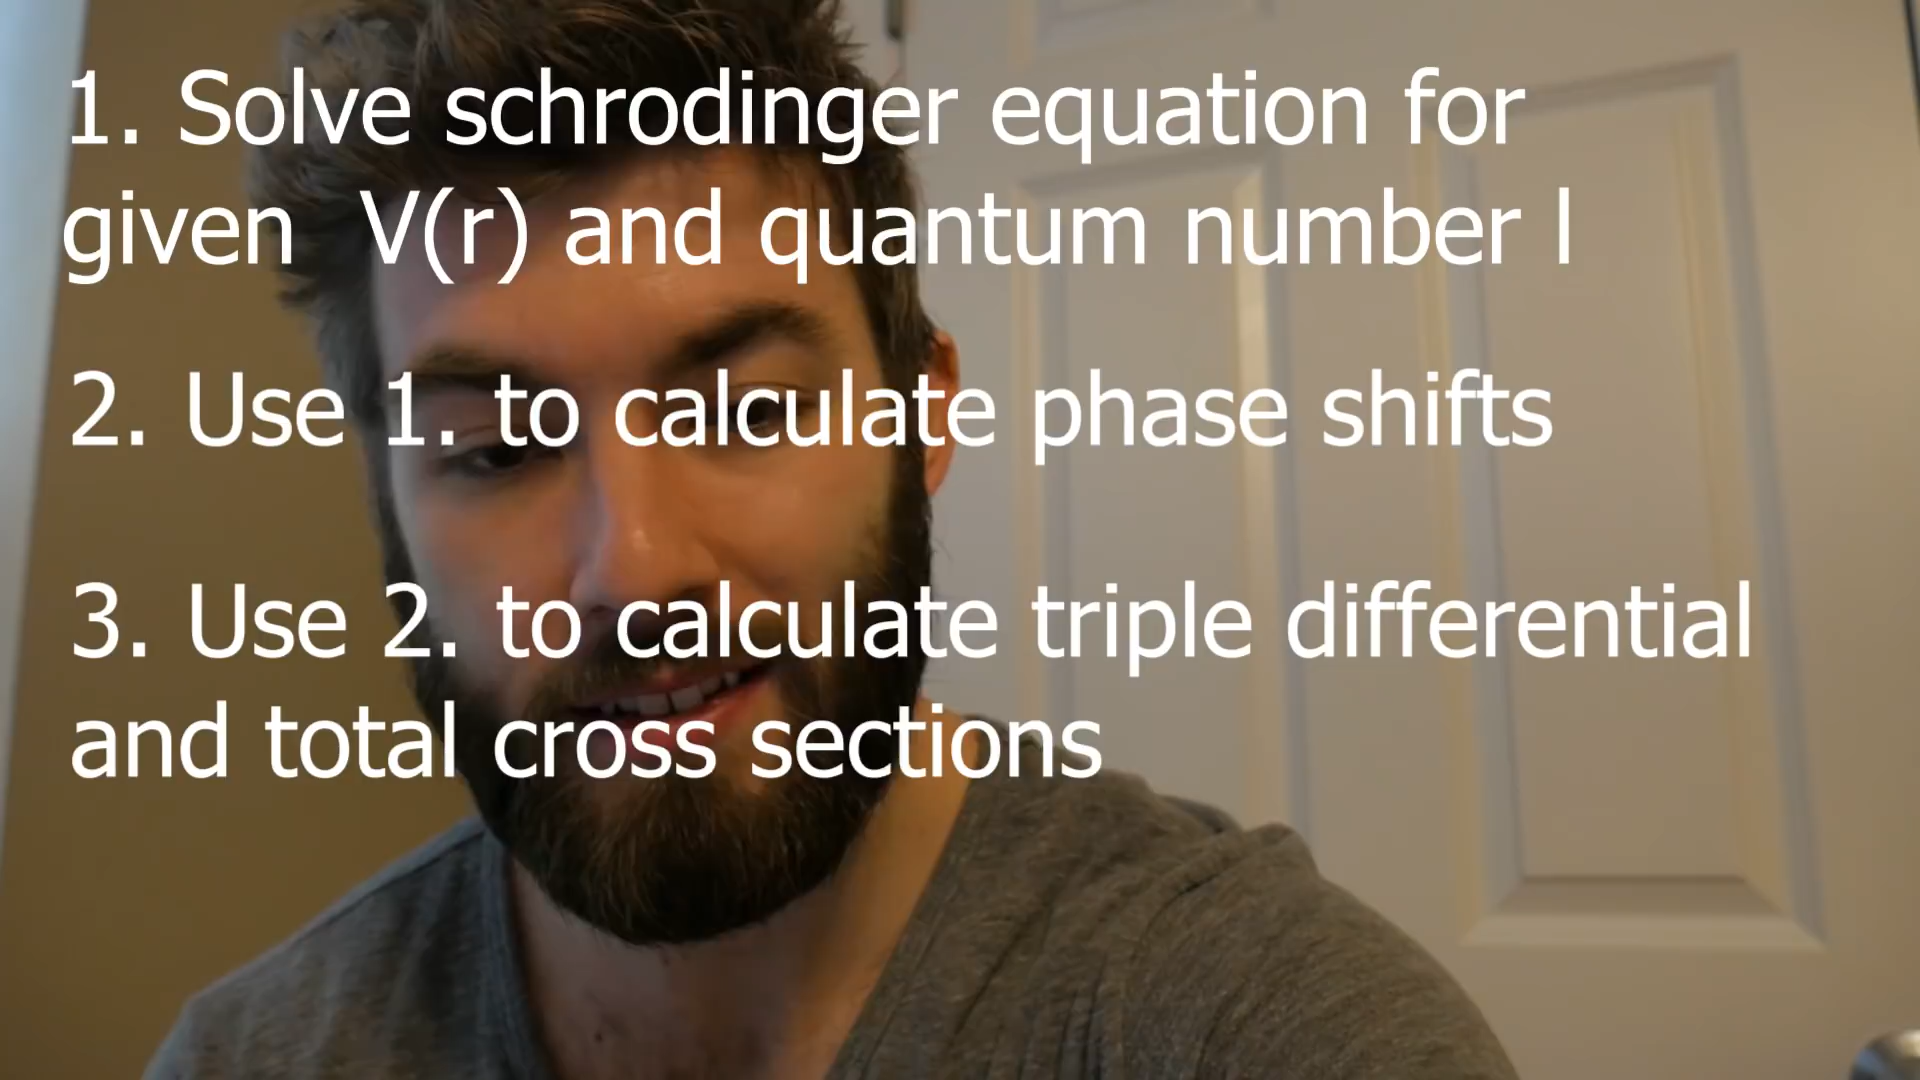 1. Solve schrodinger equation for
given V(r) and quantum number l
2. Use 1. to calculate phase shifts
3. Use 2. to calculate triple differential
and total cross sections